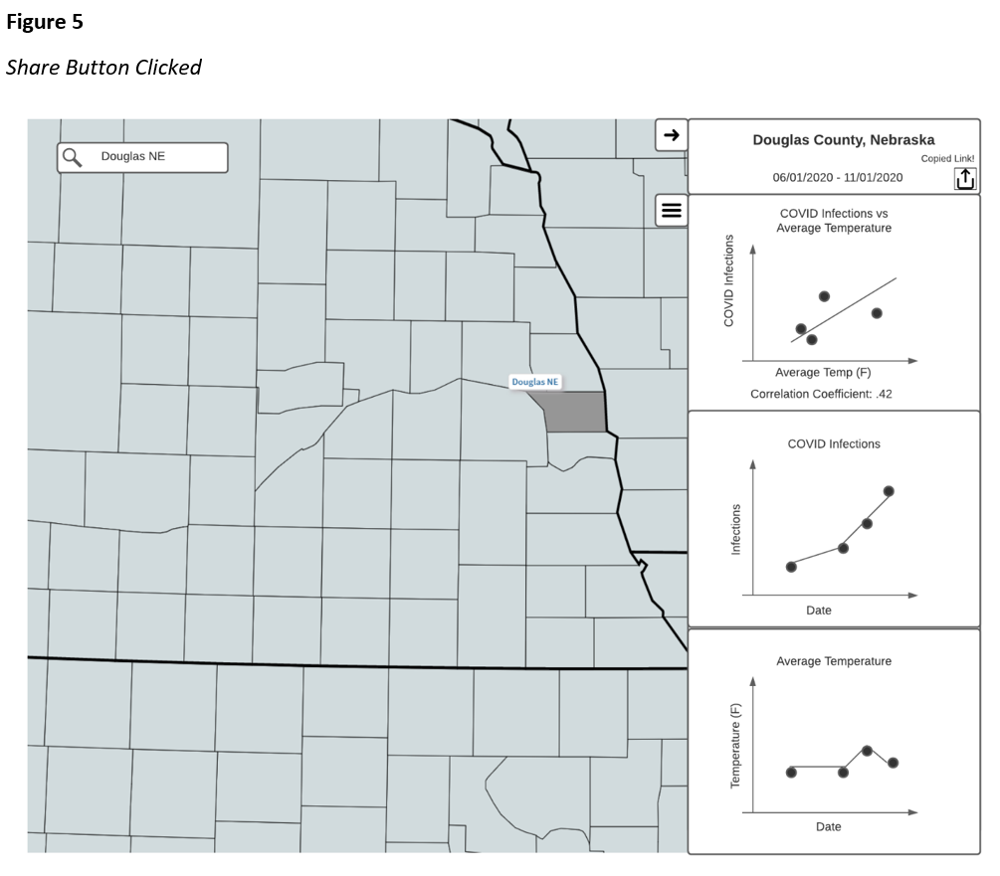 Figure 5
Share Button Clicked
Douglas NE
Douglas NE
Douglas County, Nebraska
Copied Link!
06/01/2020 - 11/01/2020
COVID Infections vs
Average Temperature
COVID Infections
Average Temp (F)
Correlation Coefficient: .42
COVID Infections
Infections
Date
Average Temperature
Temperature (F)
Date